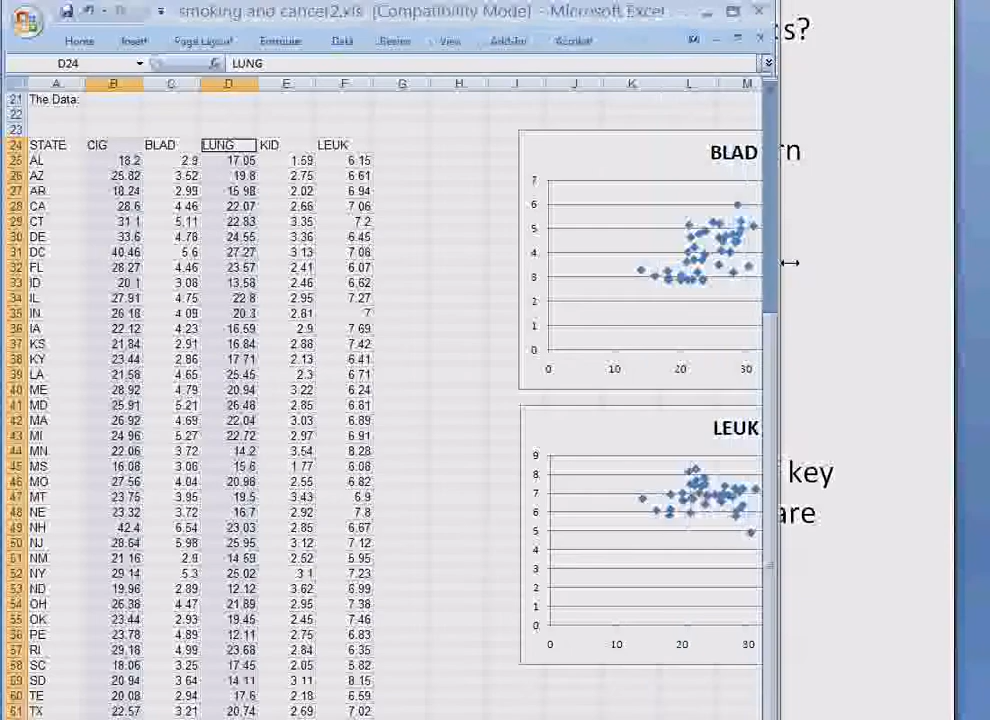 smoking and cancel2.xls [Compatibility Mode] - Microsoft Excel
Home Insert Page Layout Formulas Data Review View Add-Ins Acrobat
s?
D24 LUNG
A B C D E F G H I J K L M
21 The Data:
22
23
24 STATE CIG BLAD LUNG KID LEUK
25 AL 18.2 2.9 17.05 1.59 6.15
26 AZ 25.82 3.52 19.8 2.75 6.61
27 AR 18.24 2.99 15.98 2.02 6.94
28 CA 28.6 4.46 22.07 2.66 7.06
29 CT 31.1 5.11 22.83 3.35 7.2
30 DE 33.6 4.78 24.55 3.36 6.45
31 DC 40.46 5.6 27.27 3.13 7.08
32 FL 28.27 4.46 23.57 2.41 6.07
33 ID 20.1 3.08 13.58 2.46 6.62
34 IL 27.91 4.75 22.8 2.95 7.27
35 IN 26.18 4.09 20.3 2.81 7
36 IA 22.12 4.23 16.59 2.9 7.69
37 KS 21.84 2.91 16.84 2.88 7.42
38 KY 23.44 2.86 17.71 2.13 6.41
39 LA 21.58 4.65 25.45 2.3 6.71
40 ME 28.92 4.79 20.94 3.22 6.24
41 MD 25.91 5.21 26.48 2.85 6.81
42 MA 26.92 4.69 22.04 3.03 6.89
43 MI 24.96 5.27 22.72 2.97 6.91
44 MN 22.06 3.72 14.2 3.54 8.28
45 MS 16.08 3.06 15.6 1.77 6.08
46 MO 27.56 4.04 20.98 2.55 6.82
47 MT 23.75 3.95 19.5 3.43 6.9
48 NE 23.32 3.72 16.7 2.92 7.8
49 NH 42.4 6.54 23.03 2.85 6.67
50 NJ 28.64 5.98 25.95 3.12 7.12
51 NM 21.16 2.9 14.59 2.52 5.95
52 NY 29.14 5.3 25.02 3.1 7.23
53 ND 19.96 2.89 12.12 3.62 6.99
54 OH 26.38 4.47 21.89 2.95 7.38
55 OK 23.44 2.93 19.45 2.45 7.46
56 PE 23.78 4.89 12.11 2.75 6.83
57 RI 29.18 4.99 23.68 2.84 6.35
58 SC 18.06 3.25 17.45 2.05 5.82
59 SD 20.94 3.64 14.11 3.11 8.15
60 TE 20.08 2.94 17.6 2.18 6.59
61 TX 22.57 3.21 20.74 2.69 7.02
BLAD
7
6
5
4
3
2
1
0
0 10 20 30
rn
LEUK
9
8
7
6
5
4
3
2
1
0
0 10 20 30
key
are